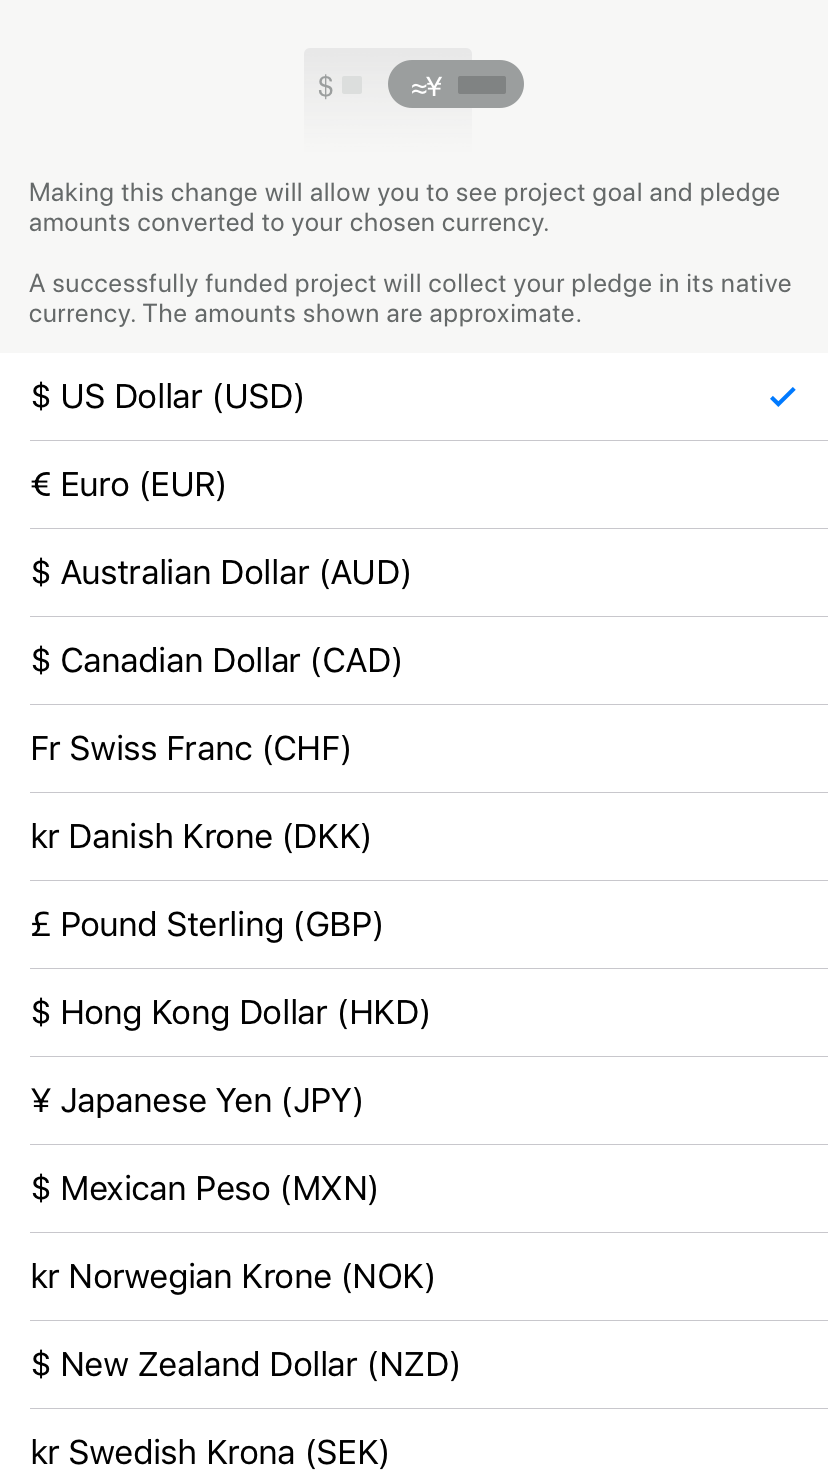 $ ≈¥
Making this change will allow you to see project goal and pledge
amounts converted to your chosen currency.
A successfully funded project will collect your pledge in its native
currency. The amounts shown are approximate.
$ US Dollar (USD)
€ Euro (EUR)
$ Australian Dollar (AUD)
$ Canadian Dollar (CAD)
Fr Swiss Franc (CHF)
kr Danish Krone (DKK)
£ Pound Sterling (GBP)
$ Hong Kong Dollar (HKD)
¥ Japanese Yen (JPY)
$ Mexican Peso (MXN)
kr Norwegian Krone (NOK)
$ New Zealand Dollar (NZD)
kr Swedish Krona (SEK)